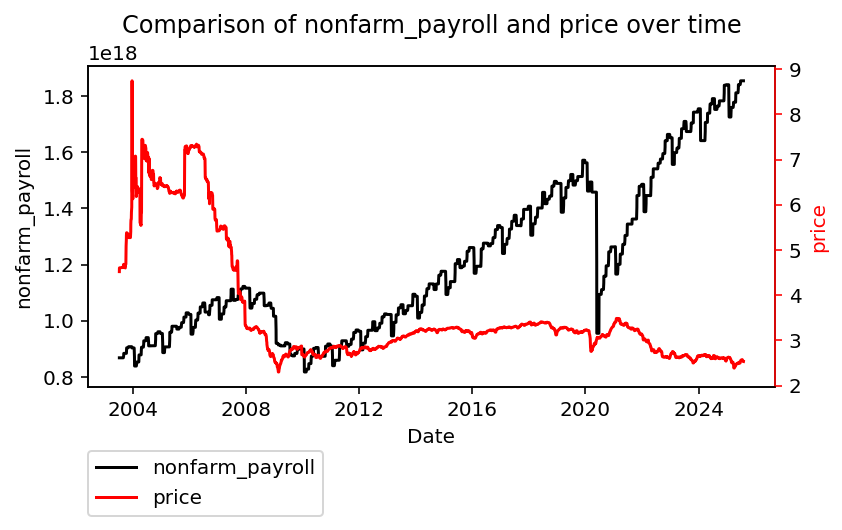 Comparison of nonfarm_payroll and price over time
1e18
1.8
1.6
1.4
1.2
1.0
0.8
nonfarm_payroll
9
8
7
6
5
4
3
2
price
2004 2008 2012 2016 2020 2024
Date
nonfarm_payroll
price